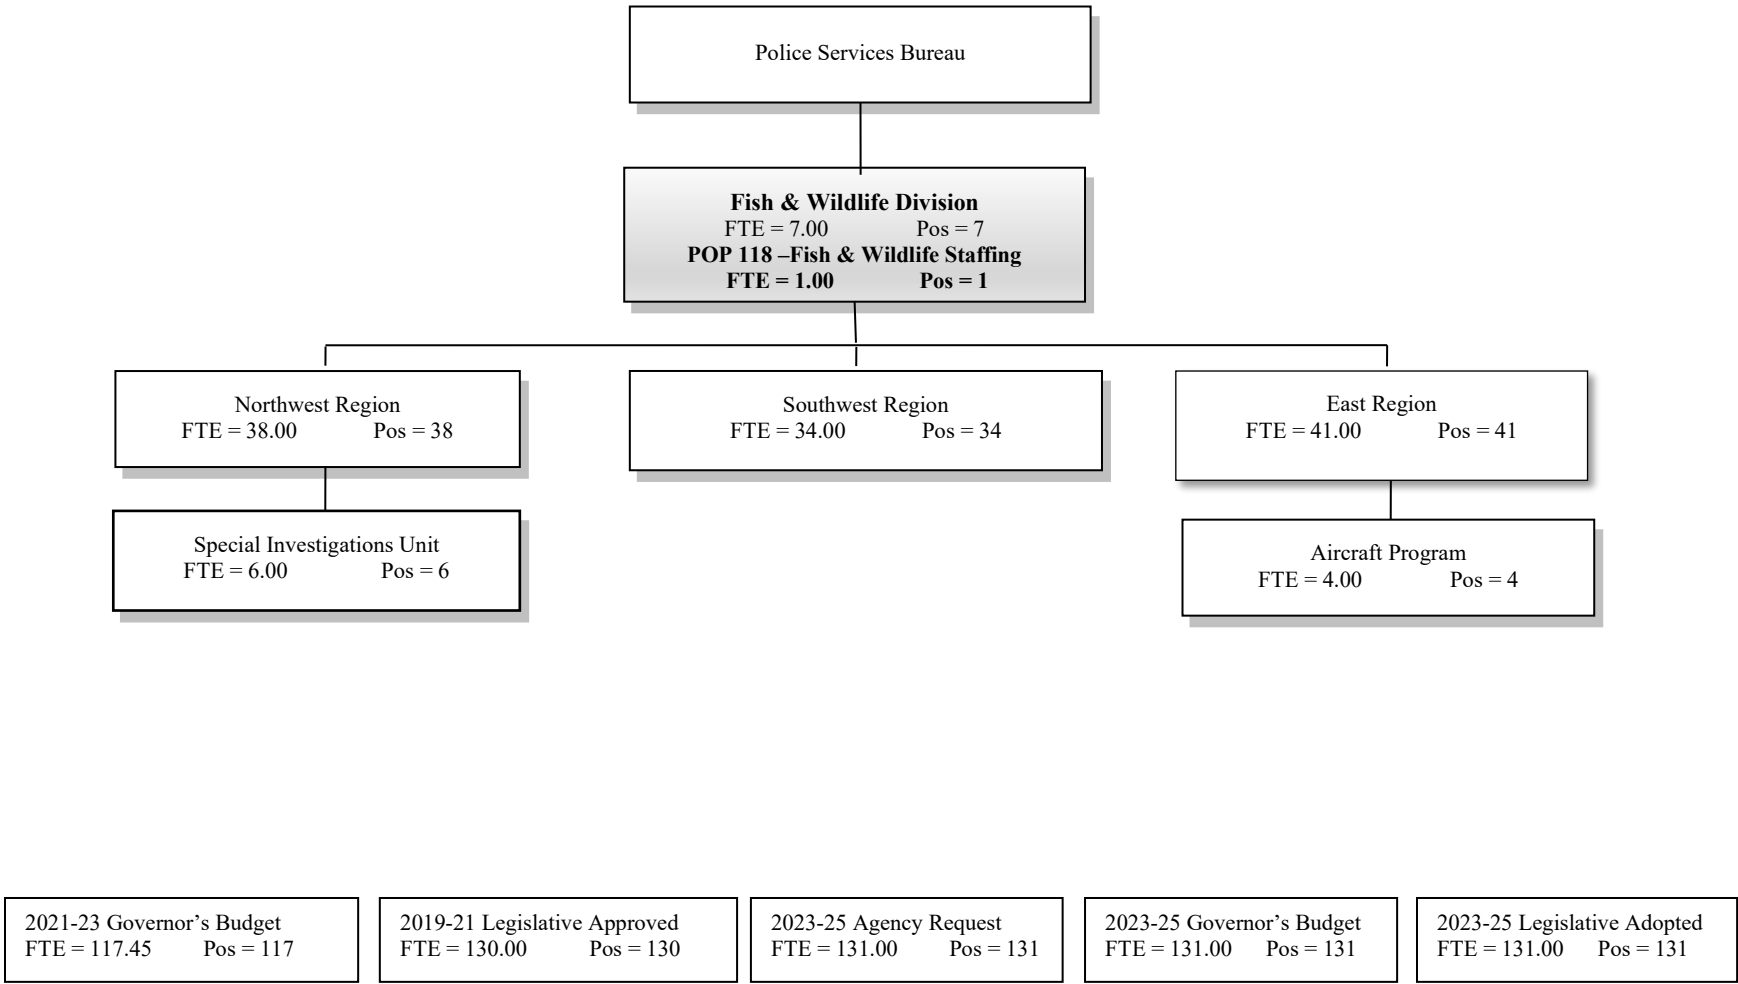 Police Services Bureau
Fish & Wildlife Division
FTE = 7.00 Pos = 7
POP 118 –Fish & Wildlife Staffing
FTE = 1.00 Pos = 1
Northwest Region
FTE = 38.00 Pos = 38
Southwest Region
FTE = 34.00 Pos = 34
East Region
FTE = 41.00 Pos = 41
Special Investigations Unit
FTE = 6.00 Pos = 6
Aircraft Program
FTE = 4.00 Pos = 4
2021-23 Governor’s Budget
FTE = 117.45 Pos = 117
2019-21 Legislative Approved
FTE = 130.00 Pos = 130
2023-25 Agency Request
FTE = 131.00 Pos = 131
2023-25 Governor’s Budget
FTE = 131.00 Pos = 131
2023-25 Legislative Adopted
FTE = 131.00 Pos = 131